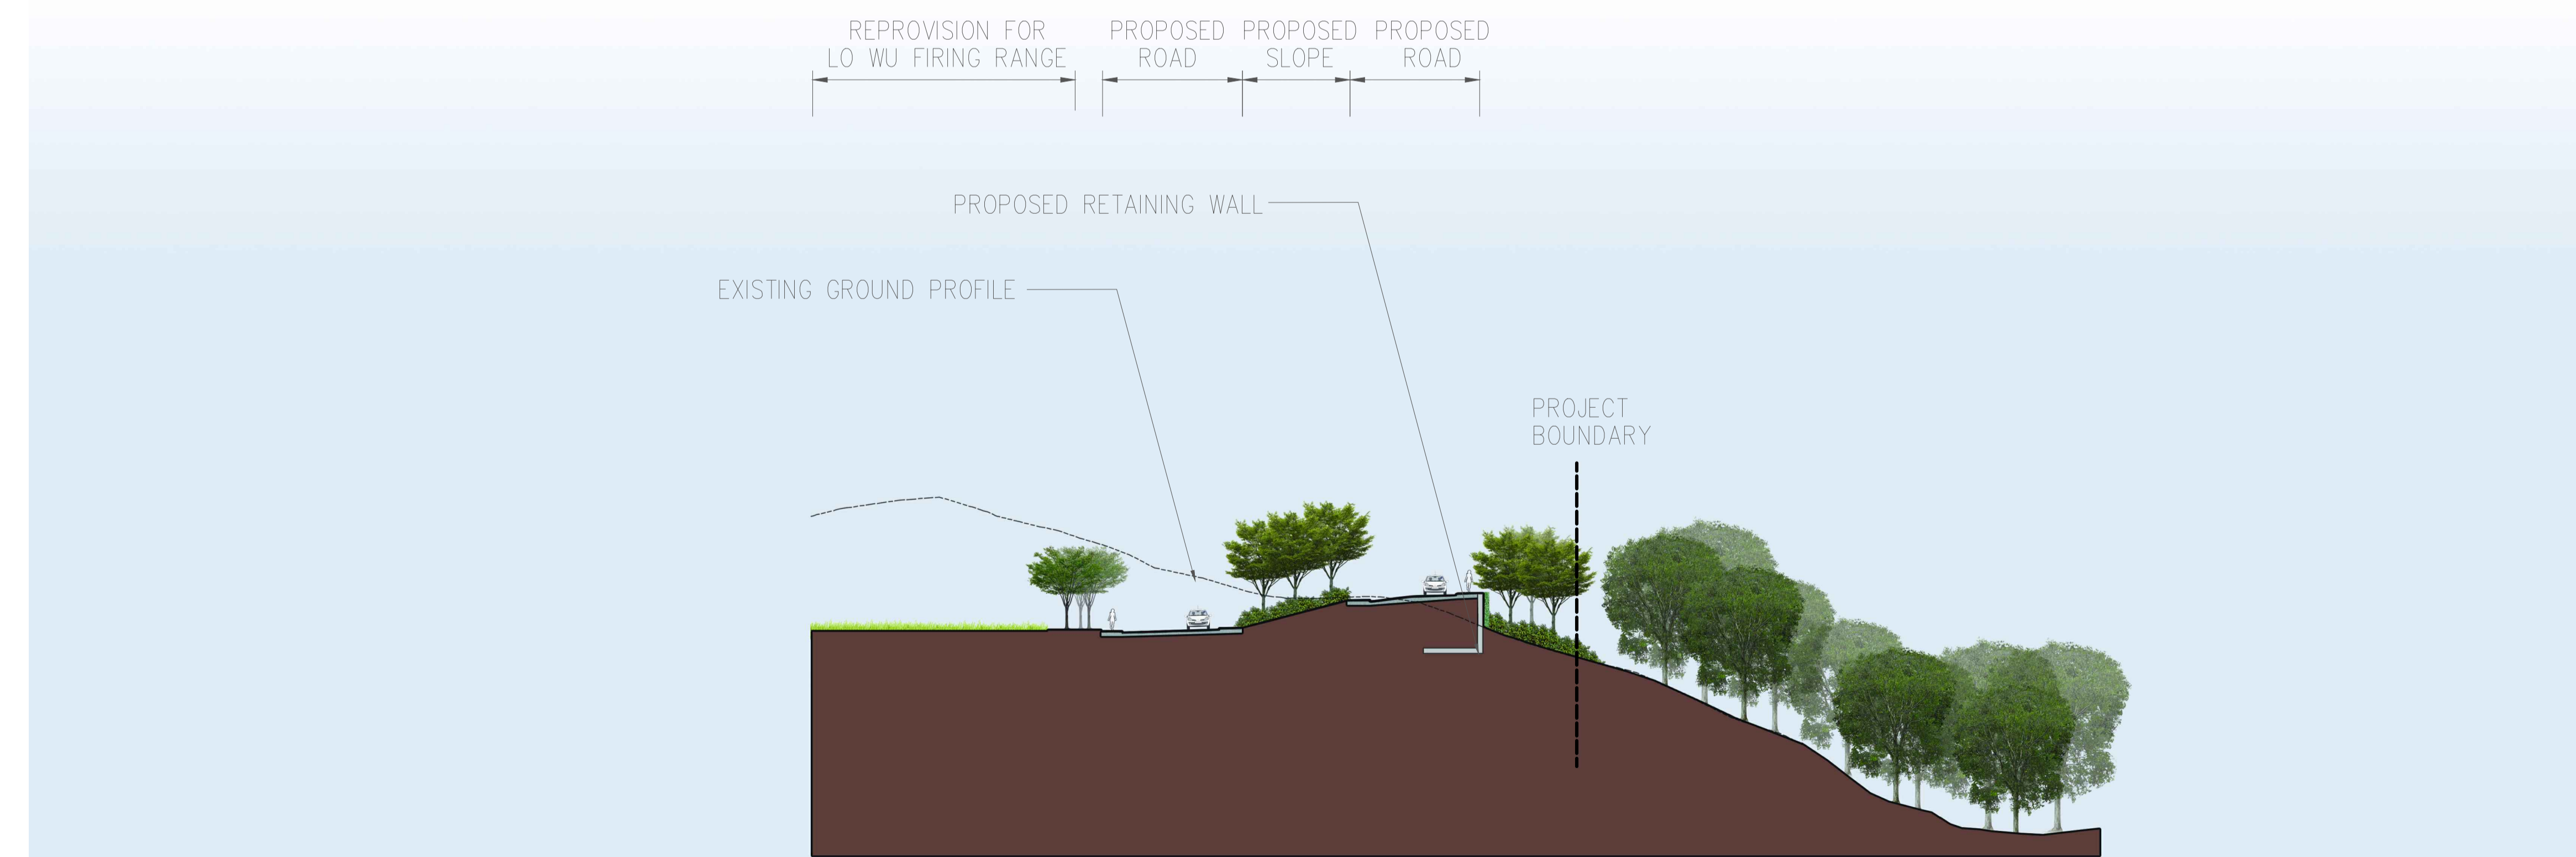 REPROVISION FOR
LO WU FIRING RANGE
PROPOSED
ROAD
PROPOSED
SLOPE
PROPOSED
ROAD
PROPOSED RETAINING WALL
EXISTING GROUND PROFILE
PROJECT
BOUNDARY